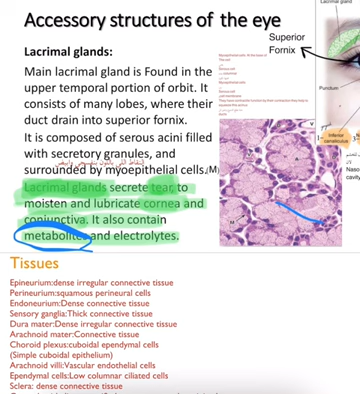 Accessory structures of the eye
Lacrimal gland
Superior
Fornix
Lacrimal glands:
Main lacrimal gland is Found in the
upper temporal portion of orbit. It
consists of many lobes, where their
duct drain into superior fornix.
It is composed of serous acini filled
with secretory granules, and
surrounded by myoepithelial cells.(M)
Lacrimal glands secrete tear, to
moisten and lubricate cornea and
conjunctiva. It also contain
metabolites and electrolytes.
Punctum
Inferior
canaliculus
Naso
cavity
V
M
Tissues
Epineurium:dense irregular connective tissue
Perineurium:squamous perineural cells
Endoneurium:Dense connective tissue
Sensory ganglia:Thick connective tissue
Dura mater:Dense irregular connective tissue
Arachnoid mater:Connective tissue
Choroid plexus:cuboidal ependymal cells
(Simple cuboidal epithelium)
Arachnoid villi:Vascular endothelial cells
Ependymal cells:Low columnar ciliated cells
Sclera: dense connective tissue